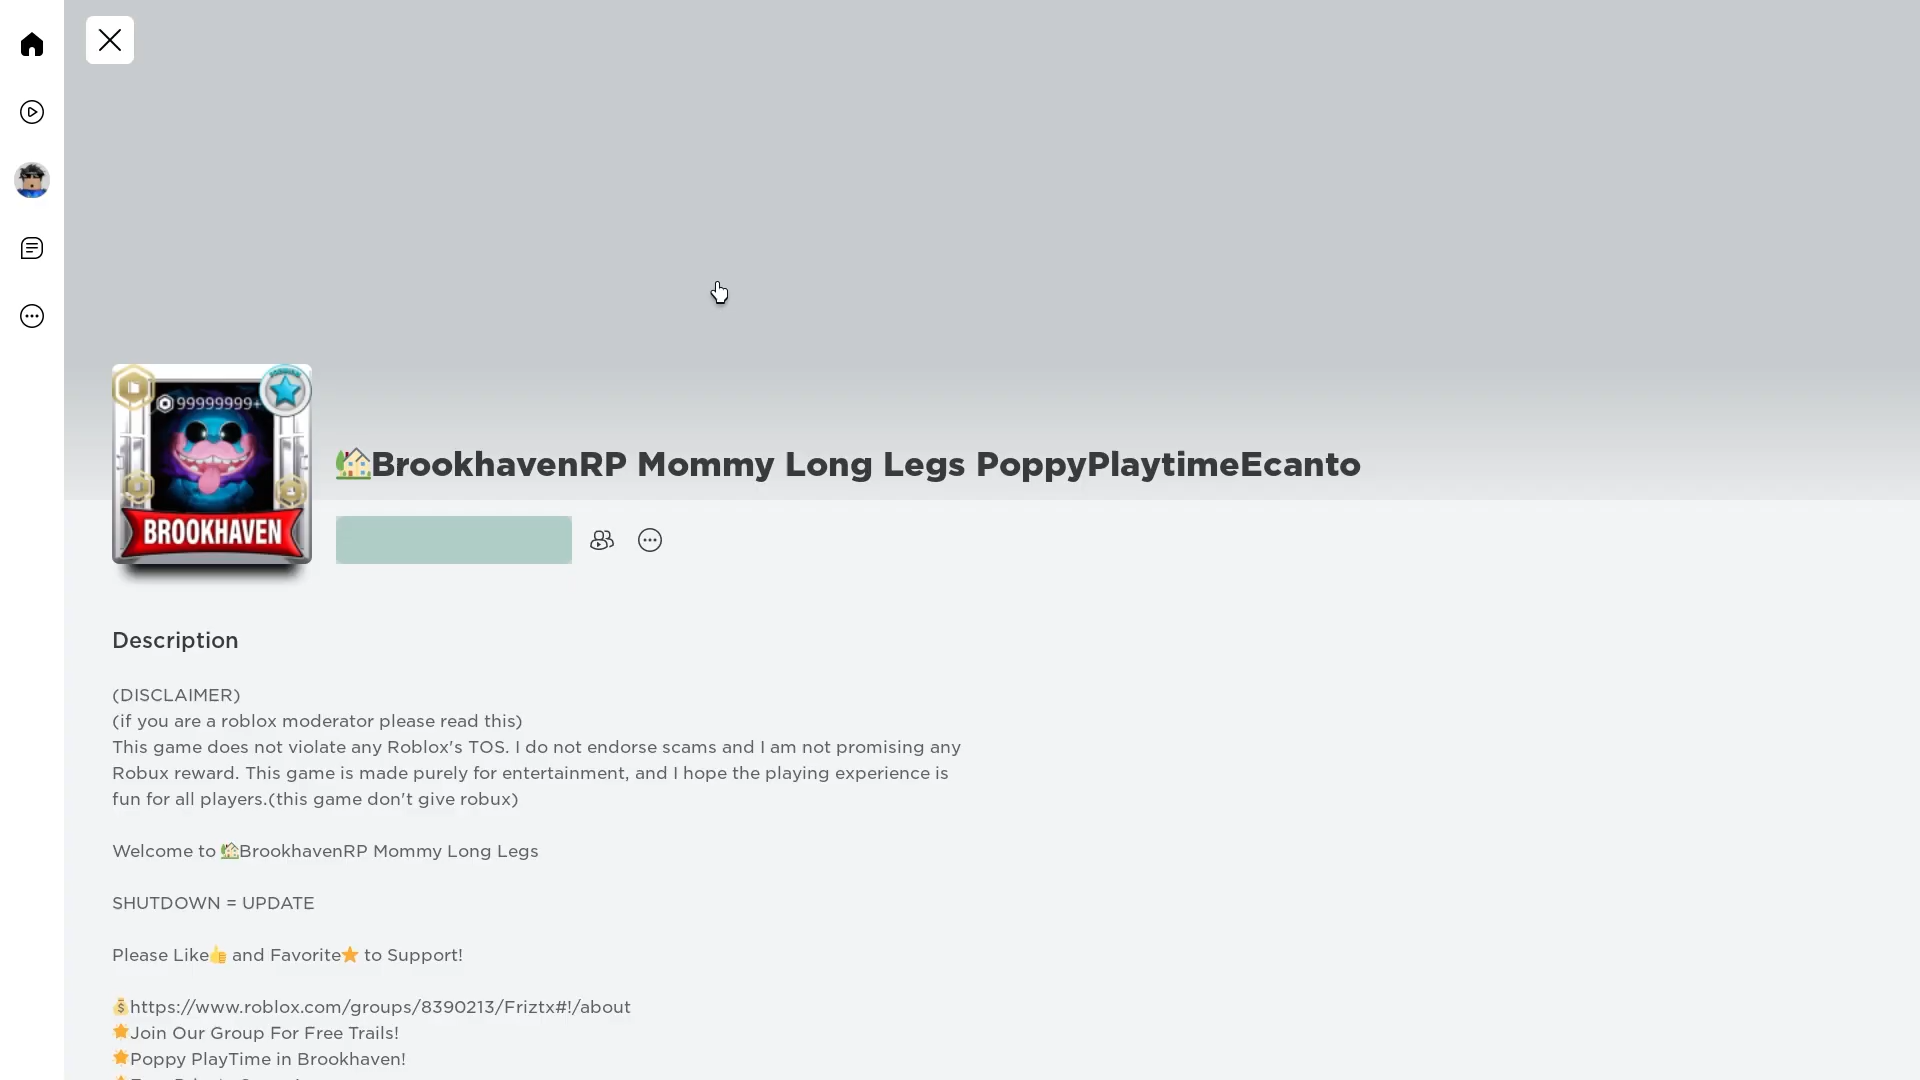 99999999+
BROOKHAVEN
🏡BrookhavenRP Mommy Long Legs PoppyPlaytimeEcanto
Description
(DISCLAIMER)
(if you are a roblox moderator please read this)
This game does not violate any Roblox's TOS. I do not endorse scams and I am not promising any
Robux reward. This game is made purely for entertainment, and I hope the playing experience is
fun for all players.(this game don't give robux)
Welcome to 🏡BrookhavenRP Mommy Long Legs
SHUTDOWN = UPDATE
Please Like👍 and Favorite⭐ to Support!
💰https://www.roblox.com/groups/8390213/Friztx#!/about
⭐Join Our Group For Free Trails!
⭐Poppy PlayTime in Brookhaven!